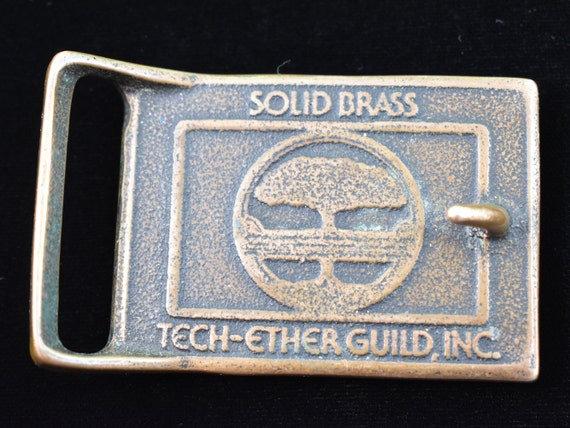 SOLID BRASS
TECH-ETHER GUILD, INC.